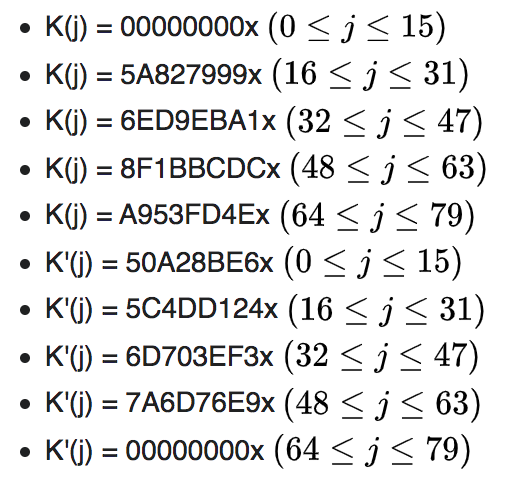 • K(j) = 00000000x (0 ≤ j ≤ 15)
• K(j) = 5A827999x (16 ≤ j ≤ 31)
• K(j) = 6ED9EBA1x (32 ≤ j ≤ 47)
• K(j) = 8F1BBCDCx (48 ≤ j ≤ 63)
• K(j) = A953FD4Ex (64 ≤ j ≤ 79)
• K'(j) = 50A28BE6x (0 ≤ j ≤ 15)
• K'(j) = 5C4DD124x (16 ≤ j ≤ 31)
• K'(j) = 6D703EF3x (32 ≤ j ≤ 47)
• K'(j) = 7A6D76E9x (48 ≤ j ≤ 63)
• K'(j) = 00000000x (64 ≤ j ≤ 79)